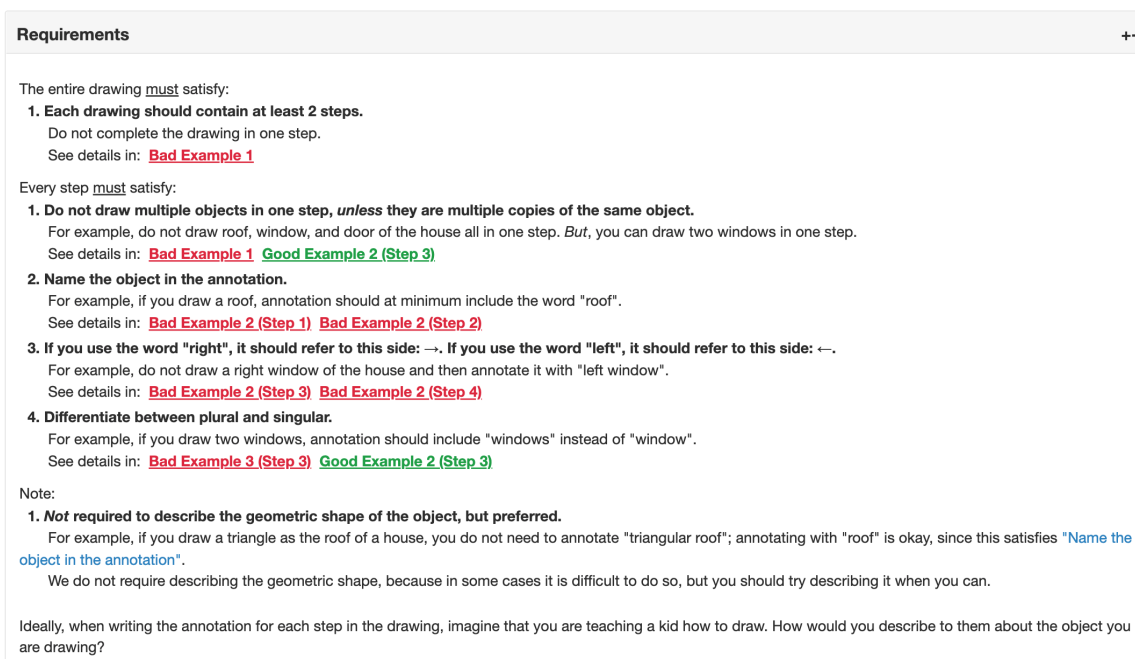 Requirements
The entire drawing must satisfy:
1. Each drawing should contain at least 2 steps.
Do not complete the drawing in one step.
See details in: Bad Example 1
Every step must satisfy:
1. Do not draw multiple objects in one step, unless they are multiple copies of the same object.
For example, do not draw roof, window, and door of the house all in one step. But, you can draw two windows in one step.
See details in: Bad Example 1 Good Example 2 (Step 3)
2. Name the object in the annotation.
For example, if you draw a roof, annotation should at minimum include the word "roof".
See details in: Bad Example 2 (Step 1) Bad Example 2 (Step 2)
3. If you use the word "right", it should refer to this side: →. If you use the word "left", it should refer to this side: ←.
For example, do not draw a right window of the house and then annotate it with "left window".
See details in: Bad Example 2 (Step 3) Bad Example 2 (Step 4)
4. Differentiate between plural and singular.
For example, if you draw two windows, annotation should include "windows" instead of "window".
See details in: Bad Example 3 (Step 3) Good Example 2 (Step 3)
Note:
1. Not required to describe the geometric shape of the object, but preferred.
For example, if you draw a triangle as the roof of a house, you do not need to annotate "triangular roof"; annotating with "roof" is okay, since this satisfies "Name the
object in the annotation".
We do not require describing the geometric shape, because in some cases it is difficult to do so, but you should try describing it when you can.
Ideally, when writing the annotation for each step in the drawing, imagine that you are teaching a kid how to draw. How would you describe to them about the object you
are drawing?